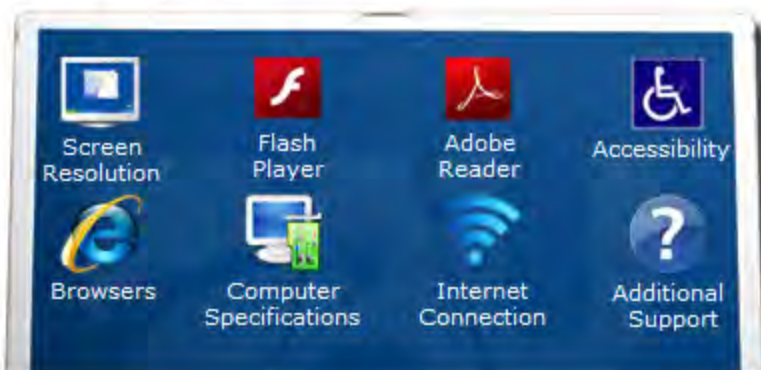 Screen
Resolution
Flash
Player
Adobe
Reader
Accessibility
Browsers
Computer
Specifications
Internet
Connection
?
Additional
Support